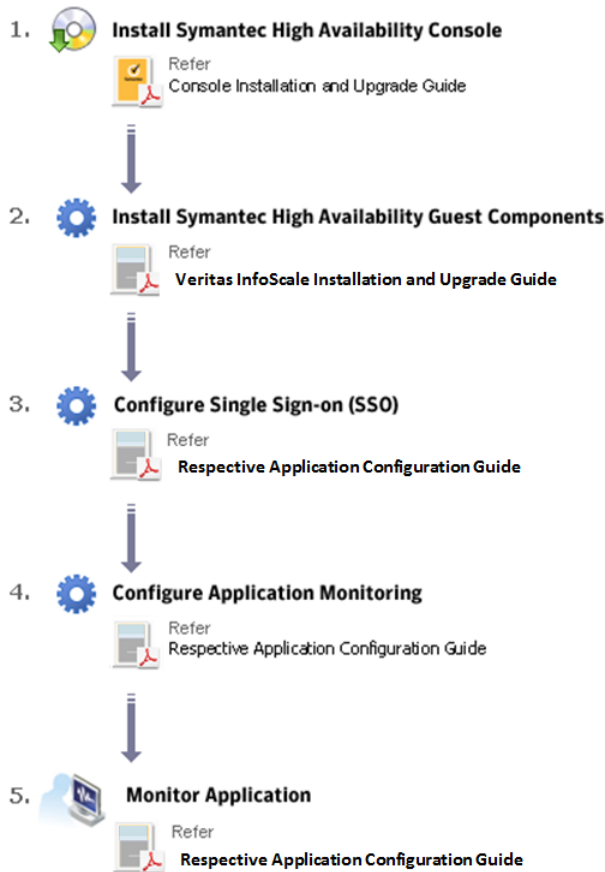 1. Install Symantec High Availability Console
Refer
Console Installation and Upgrade Guide
2. Install Symantec High Availability Guest Components
Refer
Veritas InfoScale Installation and Upgrade Guide
3. Configure Single Sign-on (SSO)
Refer
Respective Application Configuration Guide
4. Configure Application Monitoring
Refer
Respective Application Configuration Guide
5. Monitor Application
Refer
Respective Application Configuration Guide